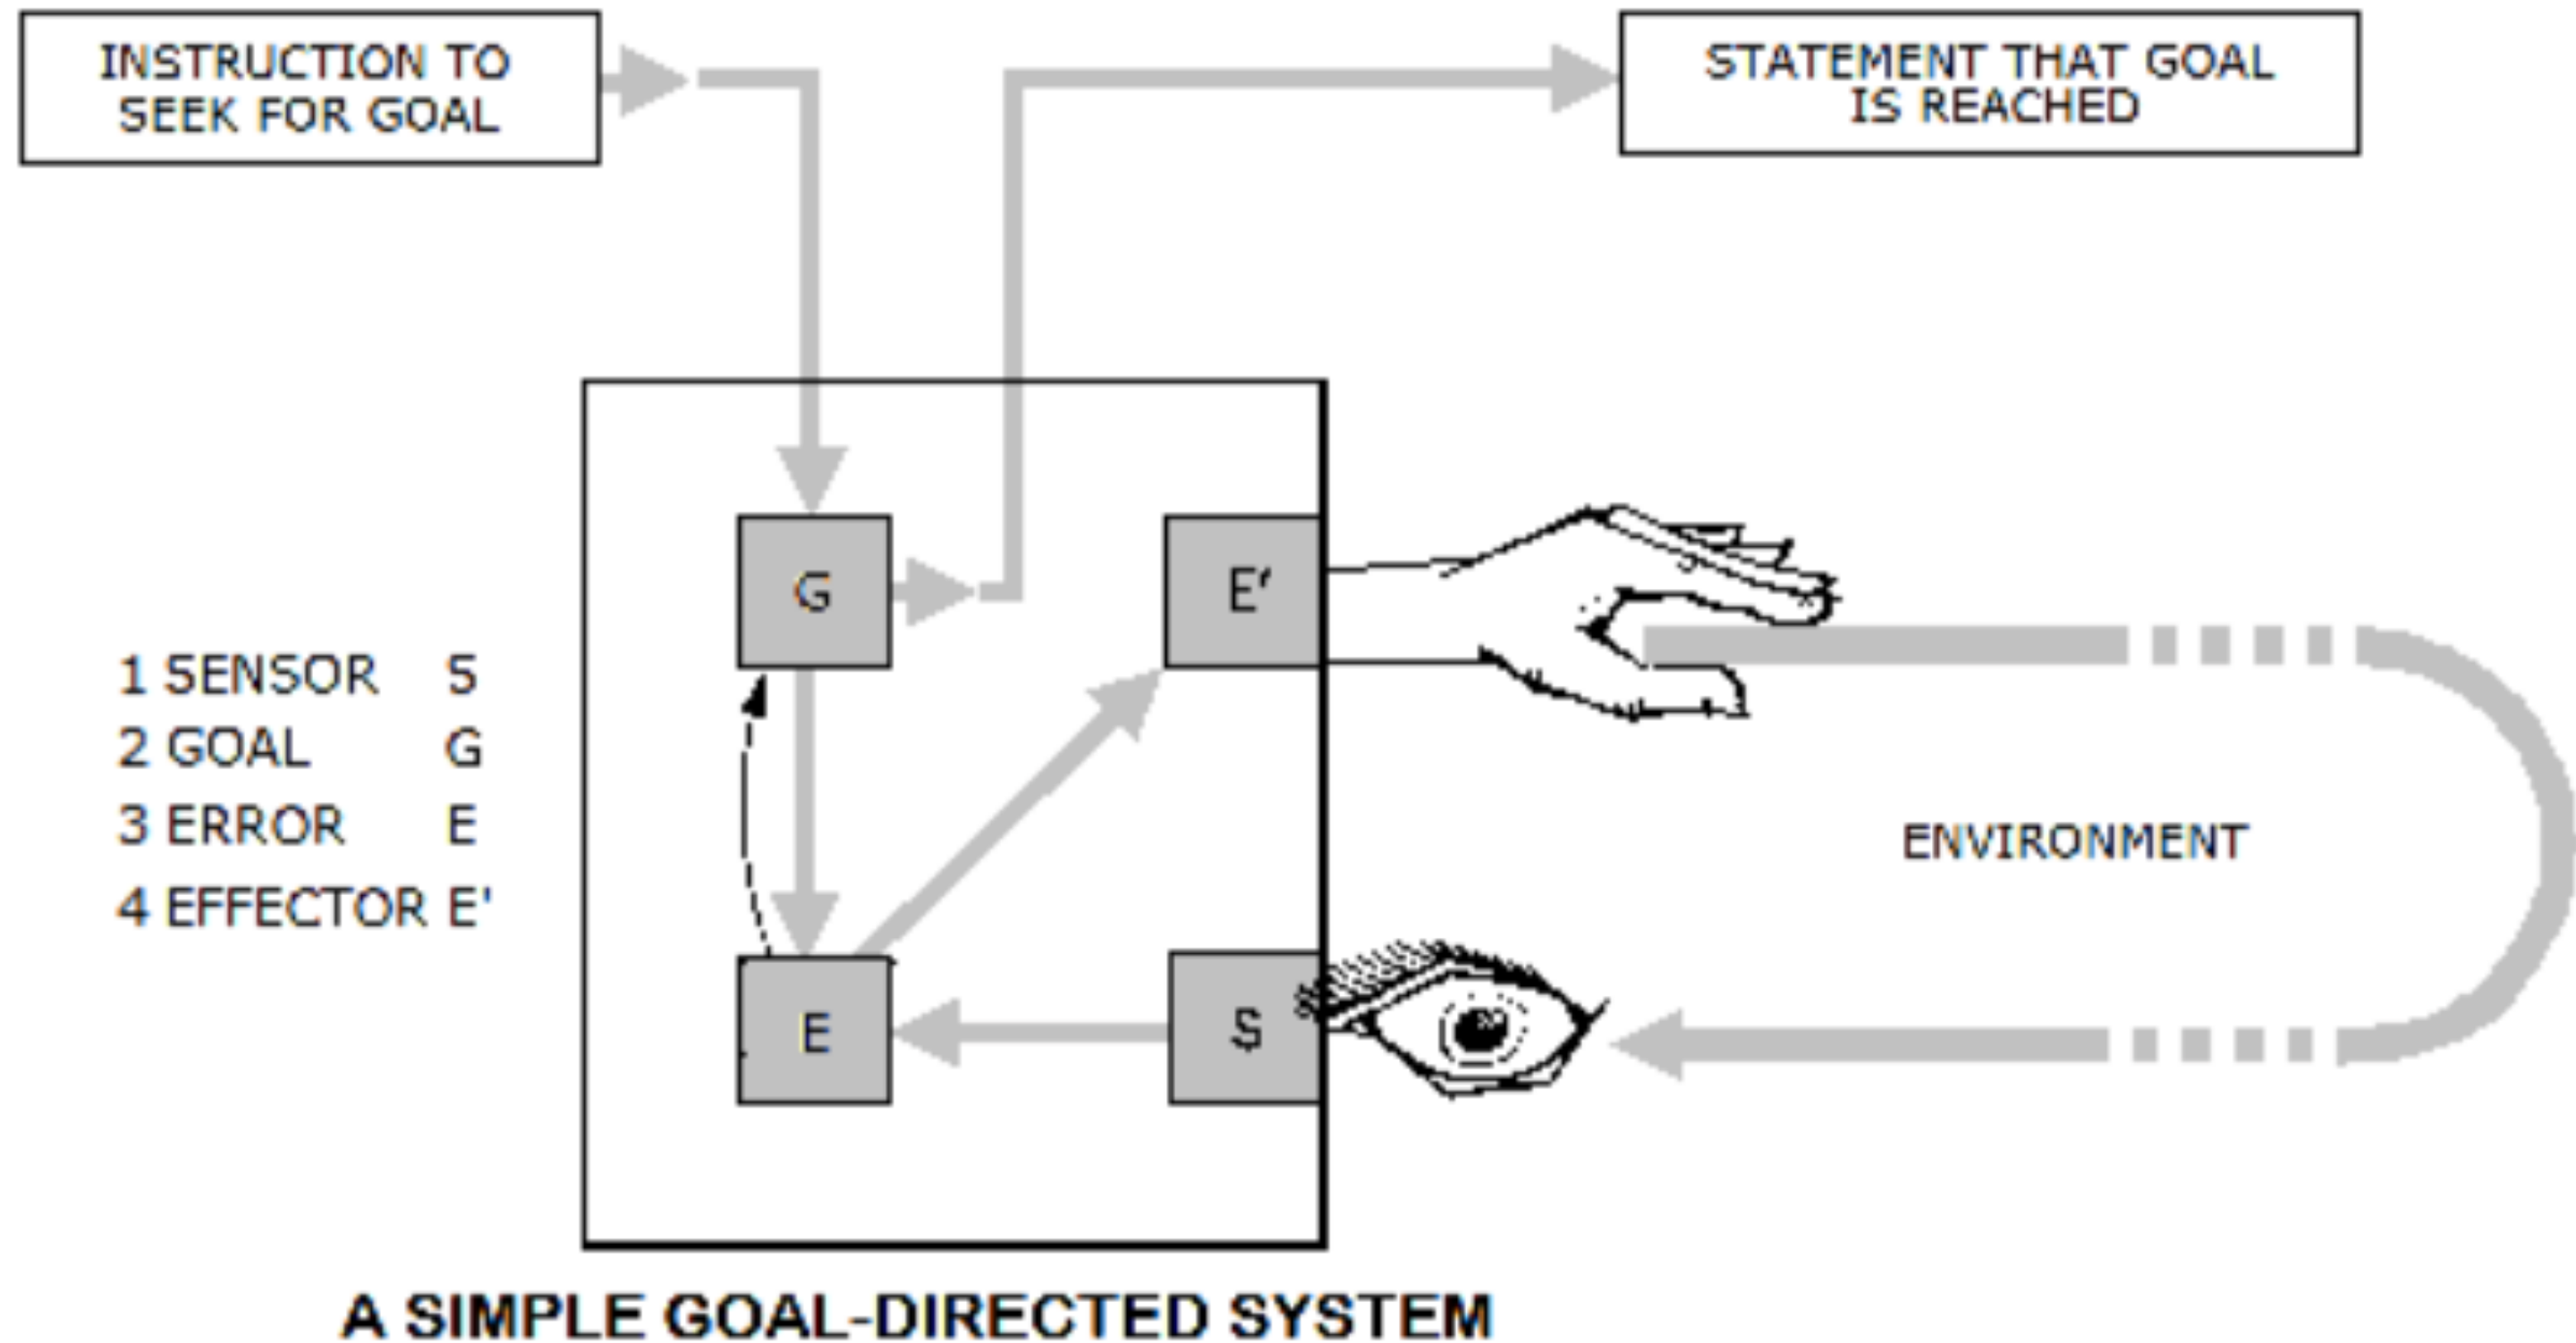 INSTRUCTION TO
SEEK FOR GOAL
STATEMENT THAT GOAL
IS REACHED
G
E'
1 SENSOR S
2 GOAL G
3 ERROR E
4 EFFECTOR E'
ENVIRONMENT
E
S
A SIMPLE GOAL-DIRECTED SYSTEM